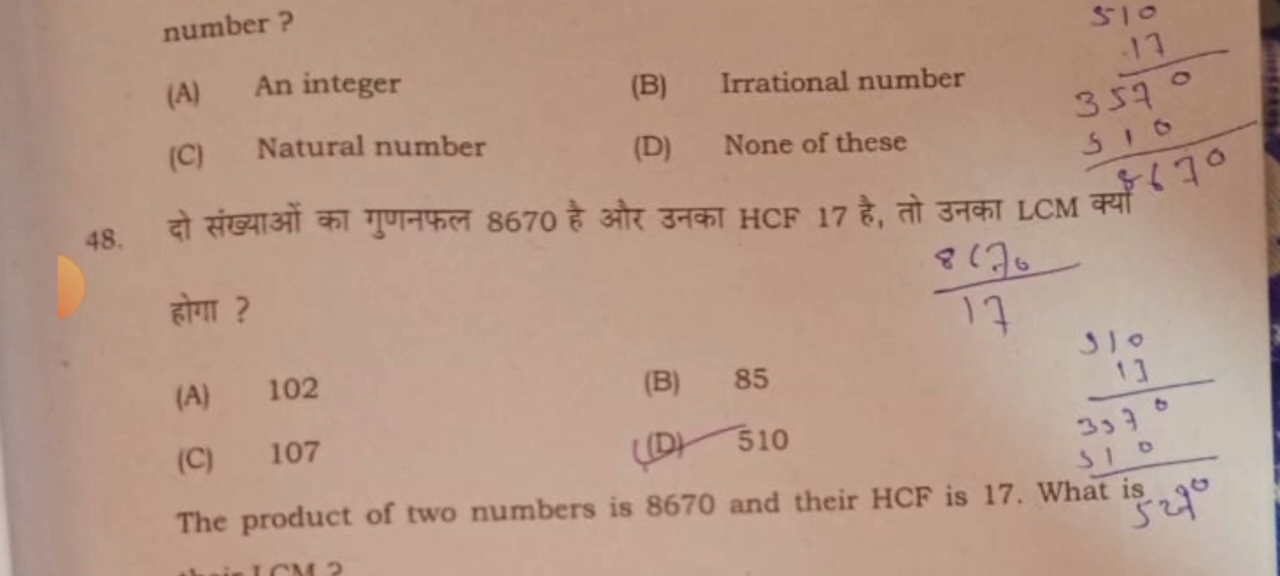 number ?
510
17
(A) An integer (B) Irrational number
3570
(C) Natural number (D) None of these
510
8670
48. दो संख्याओं का गुणनफल 8670 है और उनका HCF 17 है, तो उनका LCM क्या
8670
17
होगा ?
510
(A) 102 (B) 85
17
3570
(C) 107 (D) 510
510
The product of two numbers is 8670 and their HCF is 17. What is
their LCM ?